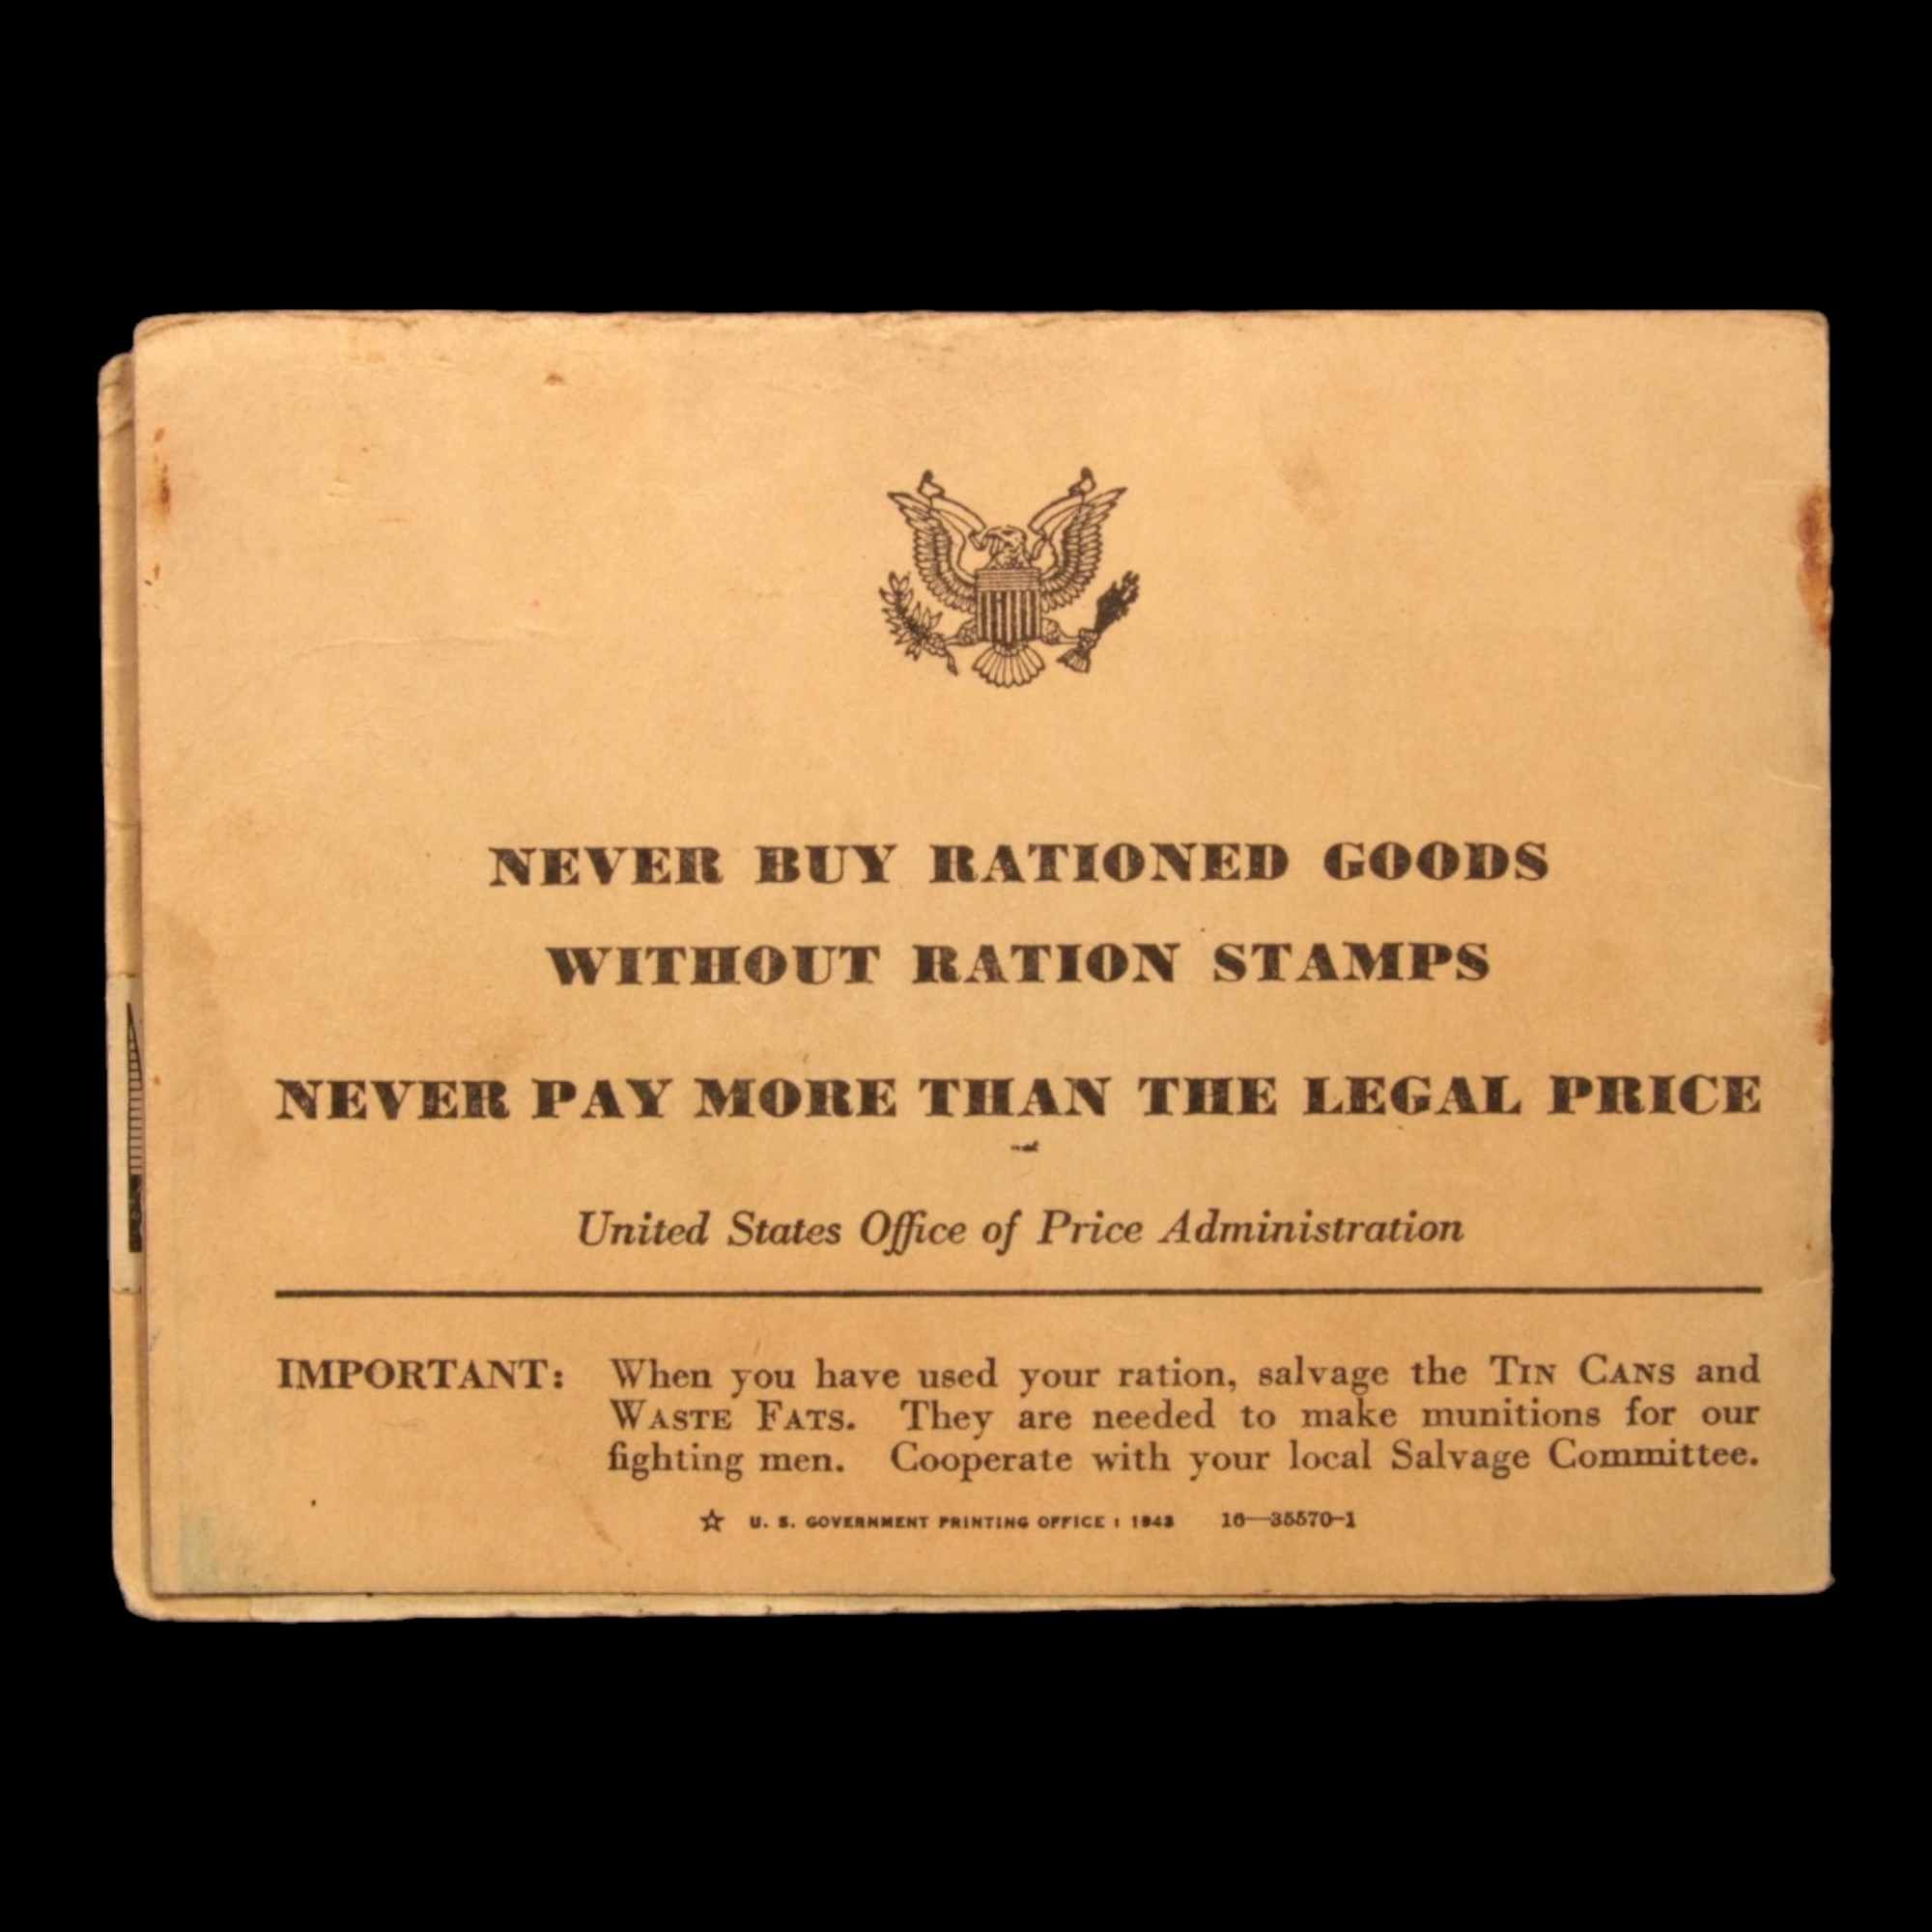 NEVER BUY RATIONED GOODS
WITHOUT RATION STAMPS
NEVER PAY MORE THAN THE LEGAL PRICE
United States Office of Price Administration
IMPORTANT: When you have used your ration, salvage the TIN CANS and
WASTE FATS. They are needed to make munitions for our
fighting men. Cooperate with your local Salvage Committee.
☆ U. S. GOVERNMENT PRINTING OFFICE : 1943 16—35570-1